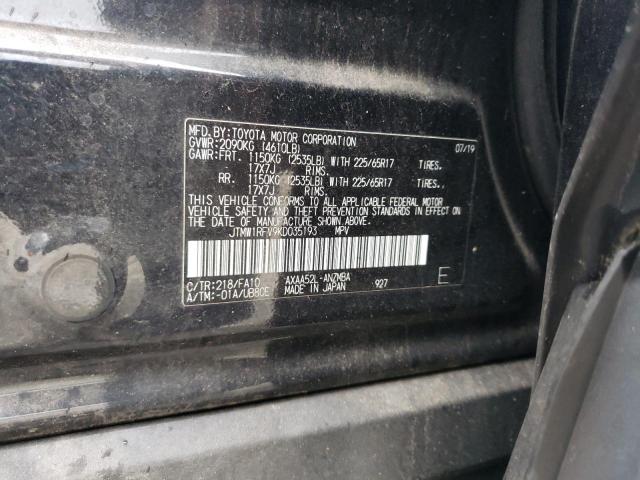 MFD. BY: TOYOTA MOTOR CORPORATION 07/19
GVWR: 2090KG (4610LB)
GAWR: FRT. 1150KG (2535LB) WITH 225/65R17 TIRES,
17X7J RIMS.
RR. 1150KG (2535LB) WITH 225/65R17 TIRES,
17X7J RIMS.
THIS VEHICLE CONFORMS TO ALL APPLICABLE FEDERAL MOTOR
VEHICLE SAFETY AND THEFT PREVENTION STANDARDS IN EFFECT ON
THE DATE OF MANUFACTURE SHOWN ABOVE.
JTMW1RFV9KD035193 MPV
C/TR: 218/FA10 AXAA52L-ANZMBA E
A/TM: -01A/UB80E MADE IN JAPAN 927